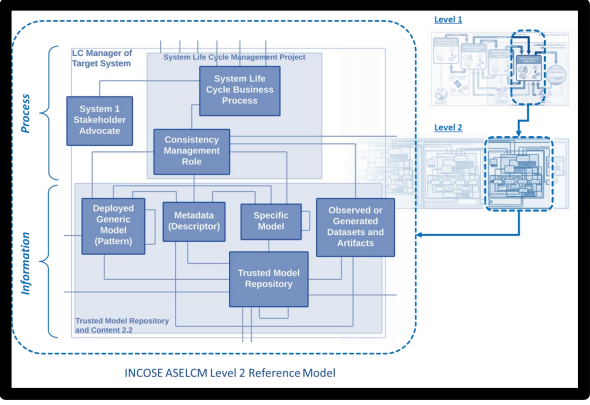 LC Manager of
Target System
System Life Cycle Management Project
System Life
Cycle Business
Process
System 1
Stakeholder
Advocate
Consistency
Management
Role
Process
Deployed
Generic
Model
(Pattern)
Metadata
(Descriptor)
Specific
Model
Observed or
Generated
Datasets and
Artifacts
Trusted Model
Repository
Information
Trusted Model Repository
and Content 2.2
Level 1
Level 2
INCOSE ASELCM Level 2 Reference Model